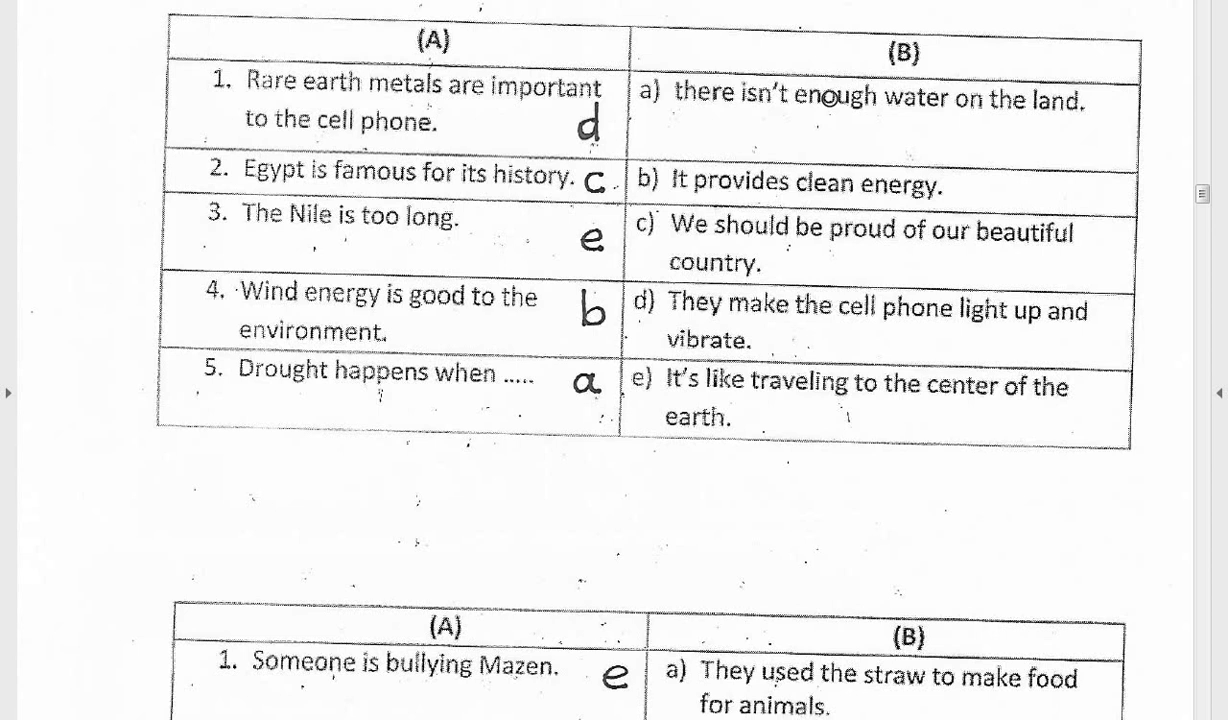 (A)
(B)
1. Rare earth metals are important
to the cell phone.
d
a) there isn't enough water on the land.
2. Egypt is famous for its history.
c
b) It provides clean energy.
3. The Nile is too long.
e
c) We should be proud of our beautiful
country.
4. Wind energy is good to the
environment.
b
d) They make the cell phone light up and
vibrate.
5. Drought happens when .....
a
e) It's like traveling to the center of the
earth.
(A)
(B)
1. Someone is bullying Mazen.
e
a) They used the straw to make food
for animals.